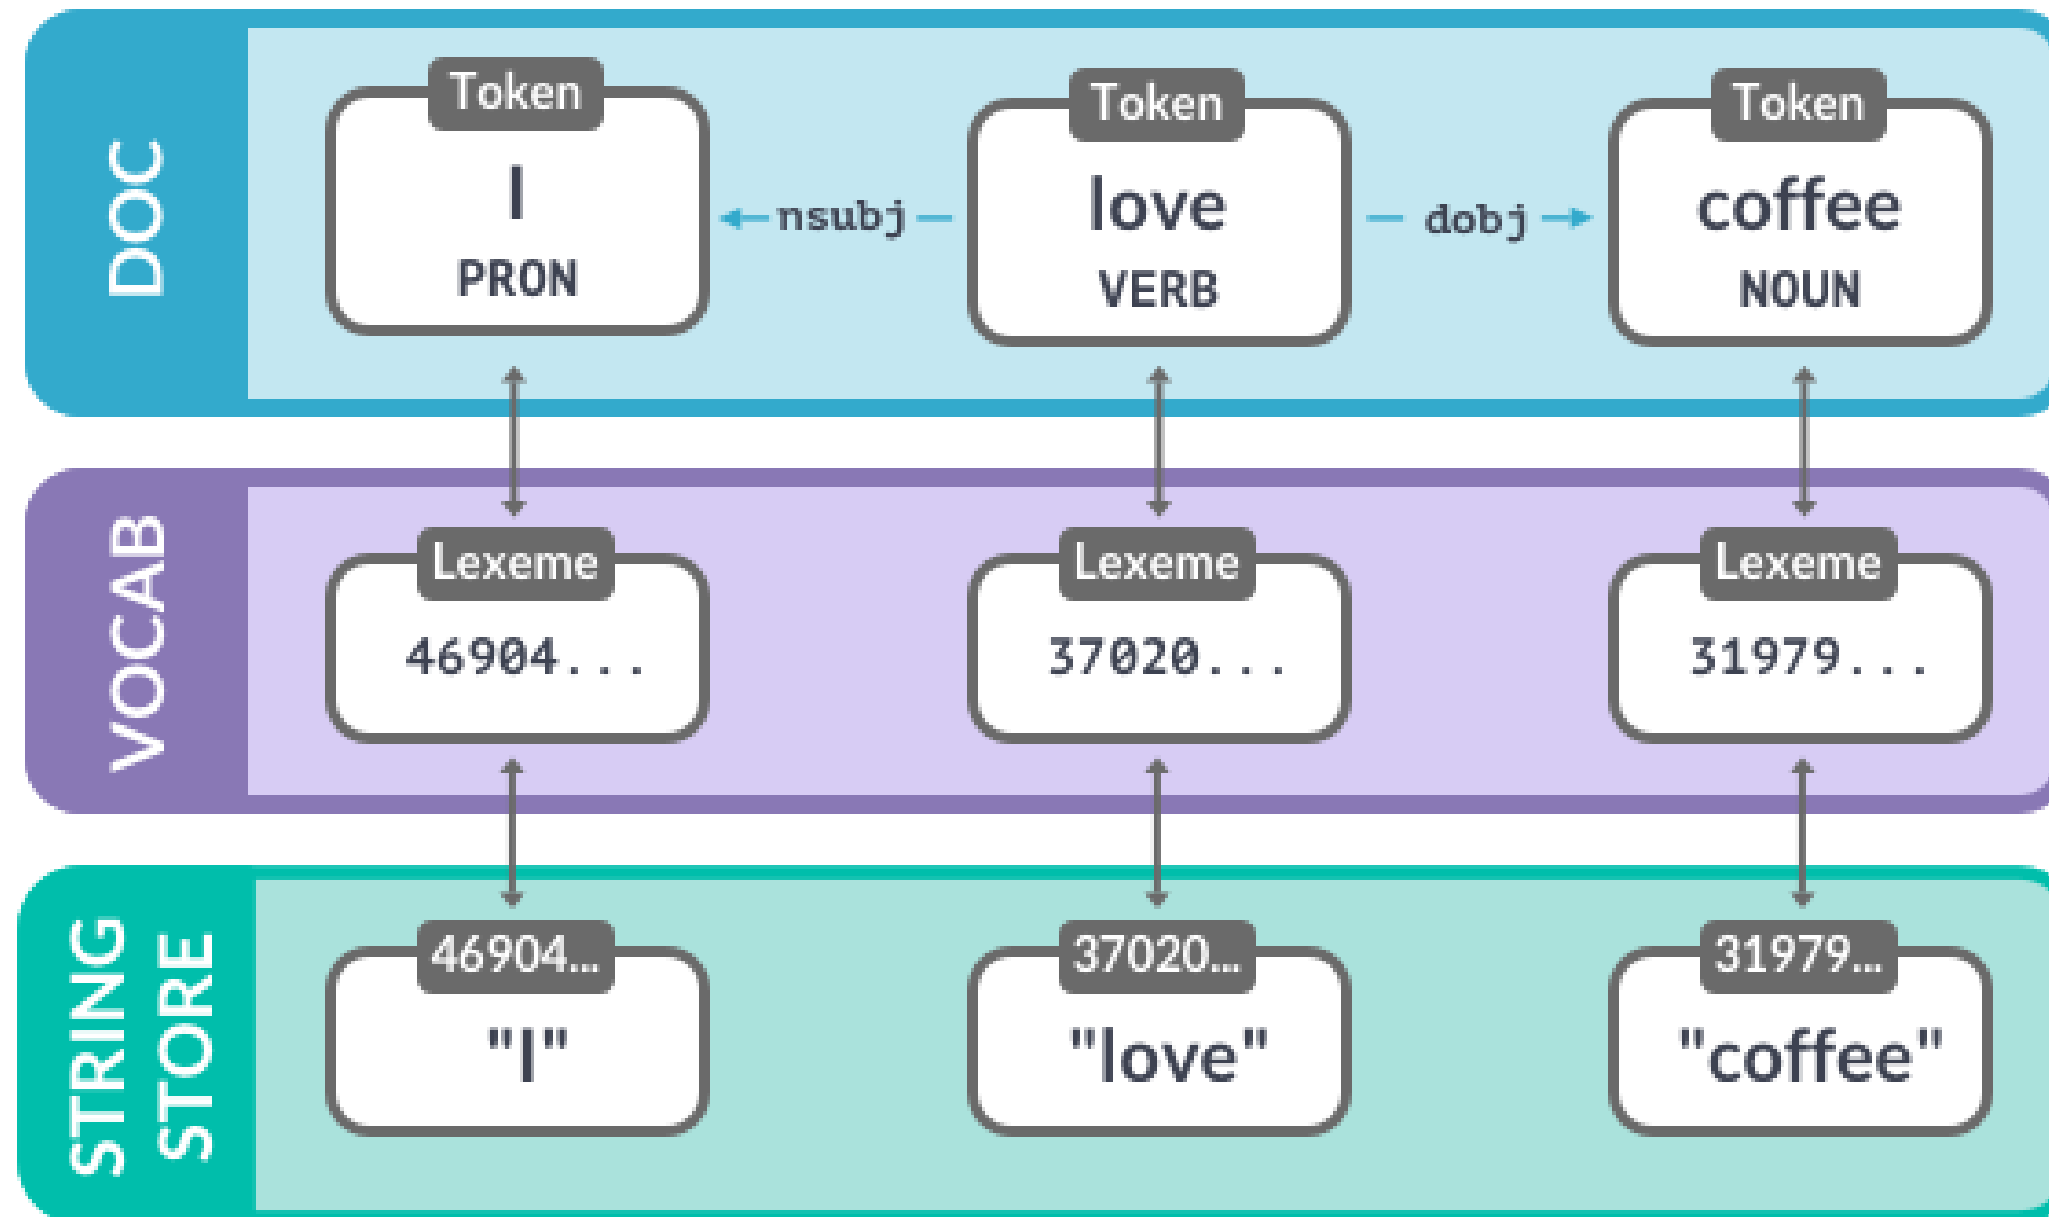 DOC
Token
Token
Token
I
love
coffee
nsubj
dobj
PRON
VERB
NOUN
VOCAB
Lexeme
Lexeme
Lexeme
46904...
37020...
31979...
STRING
STORE
46904...
37020...
31979...
"I"
"love"
"coffee"